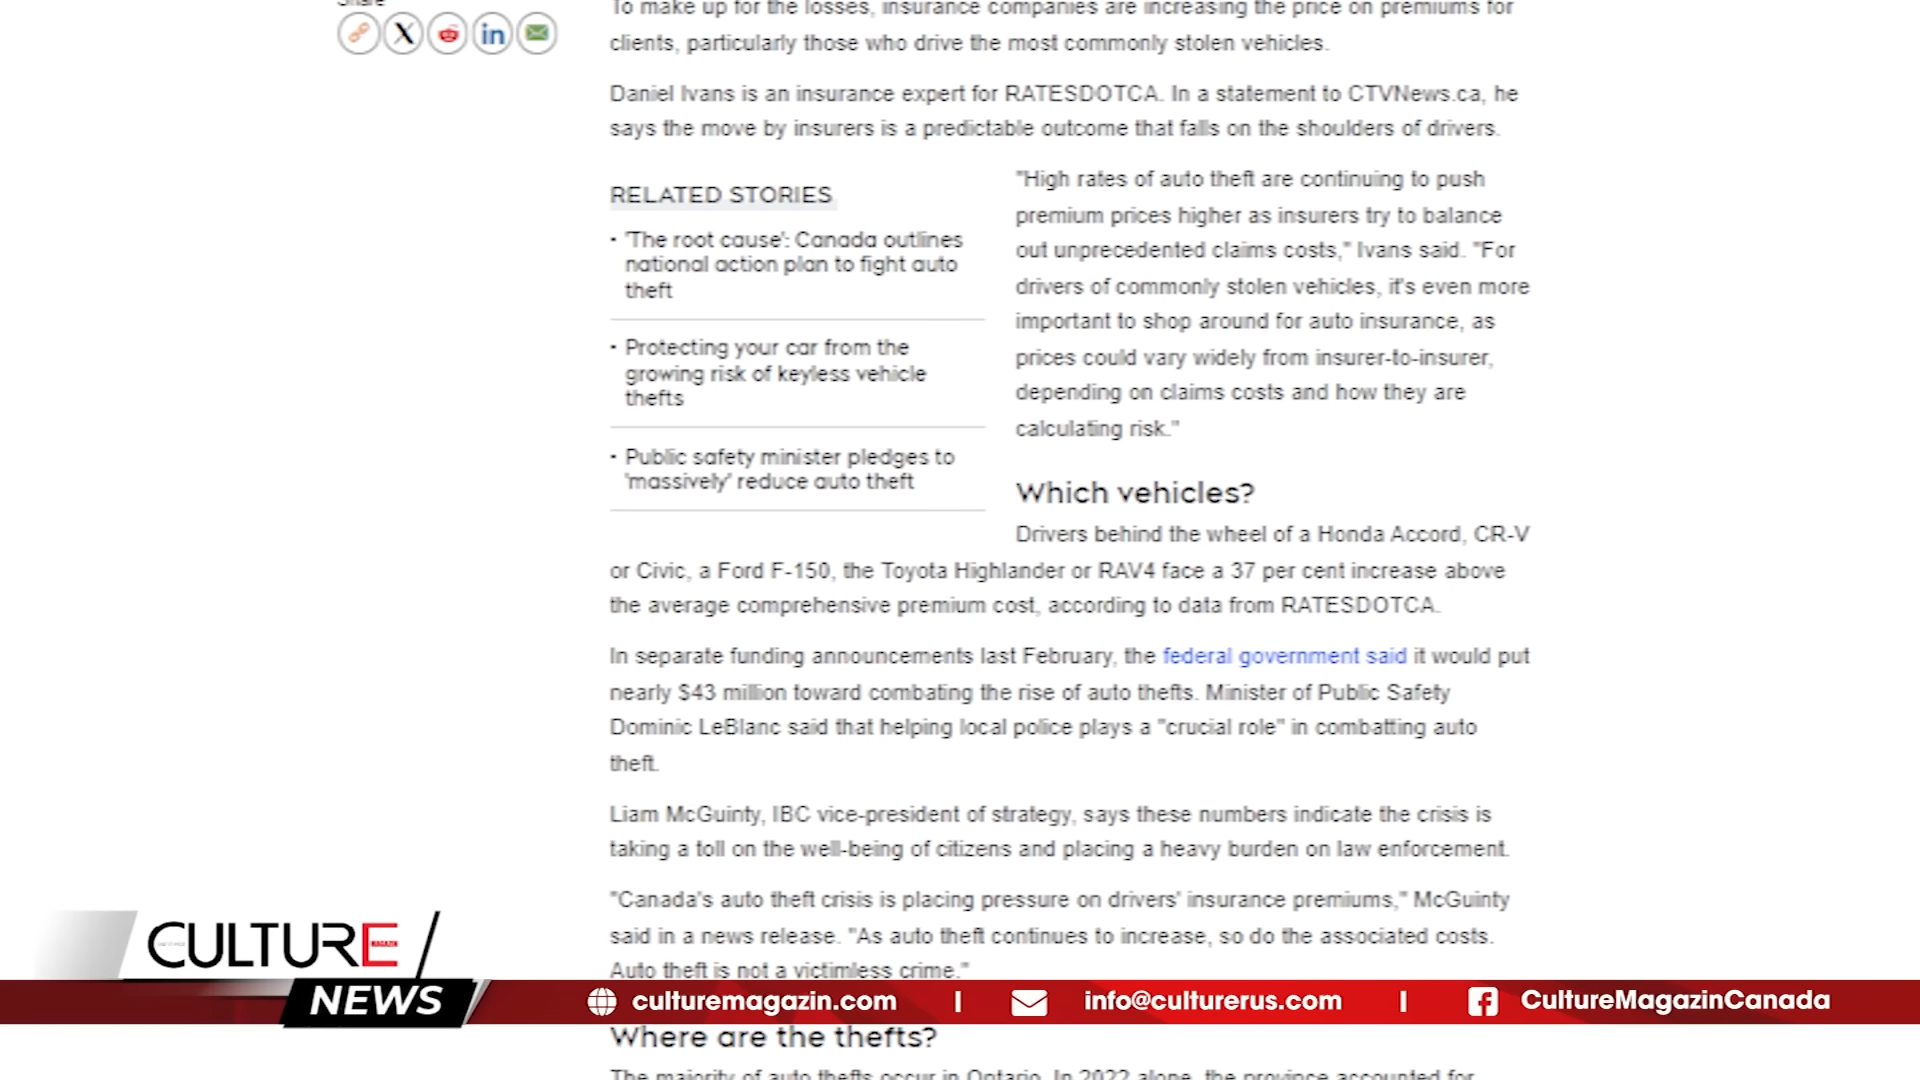 Share
To make up for the losses, insurance companies are increasing the price on premiums for
clients, particularly those who drive the most commonly stolen vehicles.
Daniel Ivans is an insurance expert for RATESDOTCA. In a statement to CTVNews.ca, he
says the move by insurers is a predictable outcome that falls on the shoulders of drivers.
RELATED STORIES
• 'The root cause': Canada outlines
national action plan to fight auto
theft
• Protecting your car from the
growing risk of keyless vehicle
thefts
• Public safety minister pledges to
'massively' reduce auto theft
"High rates of auto theft are continuing to push
premium prices higher as insurers try to balance
out unprecedented claims costs," Ivans said. "For
drivers of commonly stolen vehicles, it's even more
important to shop around for auto insurance, as
prices could vary widely from insurer-to-insurer,
depending on claims costs and how they are
calculating risk."
Which vehicles?
Drivers behind the wheel of a Honda Accord, CR-V
or Civic, a Ford F-150, the Toyota Highlander or RAV4 face a 37 per cent increase above
the average comprehensive premium cost, according to data from RATESDOTCA.
In separate funding announcements last February, the federal government said it would put
nearly $43 million toward combating the rise of auto thefts. Minister of Public Safety
Dominic LeBlanc said that helping local police plays a "crucial role" in combatting auto
theft.
Liam McGuinty, IBC vice-president of strategy, says these numbers indicate the crisis is
taking a toll on the well-being of citizens and placing a heavy burden on law enforcement.
"Canada's auto theft crisis is placing pressure on drivers' insurance premiums," McGuinty
said in a news release. "As auto theft continues to increase, so do the associated costs.
Auto theft is not a victimless crime."
CULTURE
MAGAZIN
NEWS
culturemagazin.com | info@culturerus.com | CultureMagazinCanada
Where are the thefts?
The majority of auto thefts occur in Ontario. In 2022 alone, the province accounted for